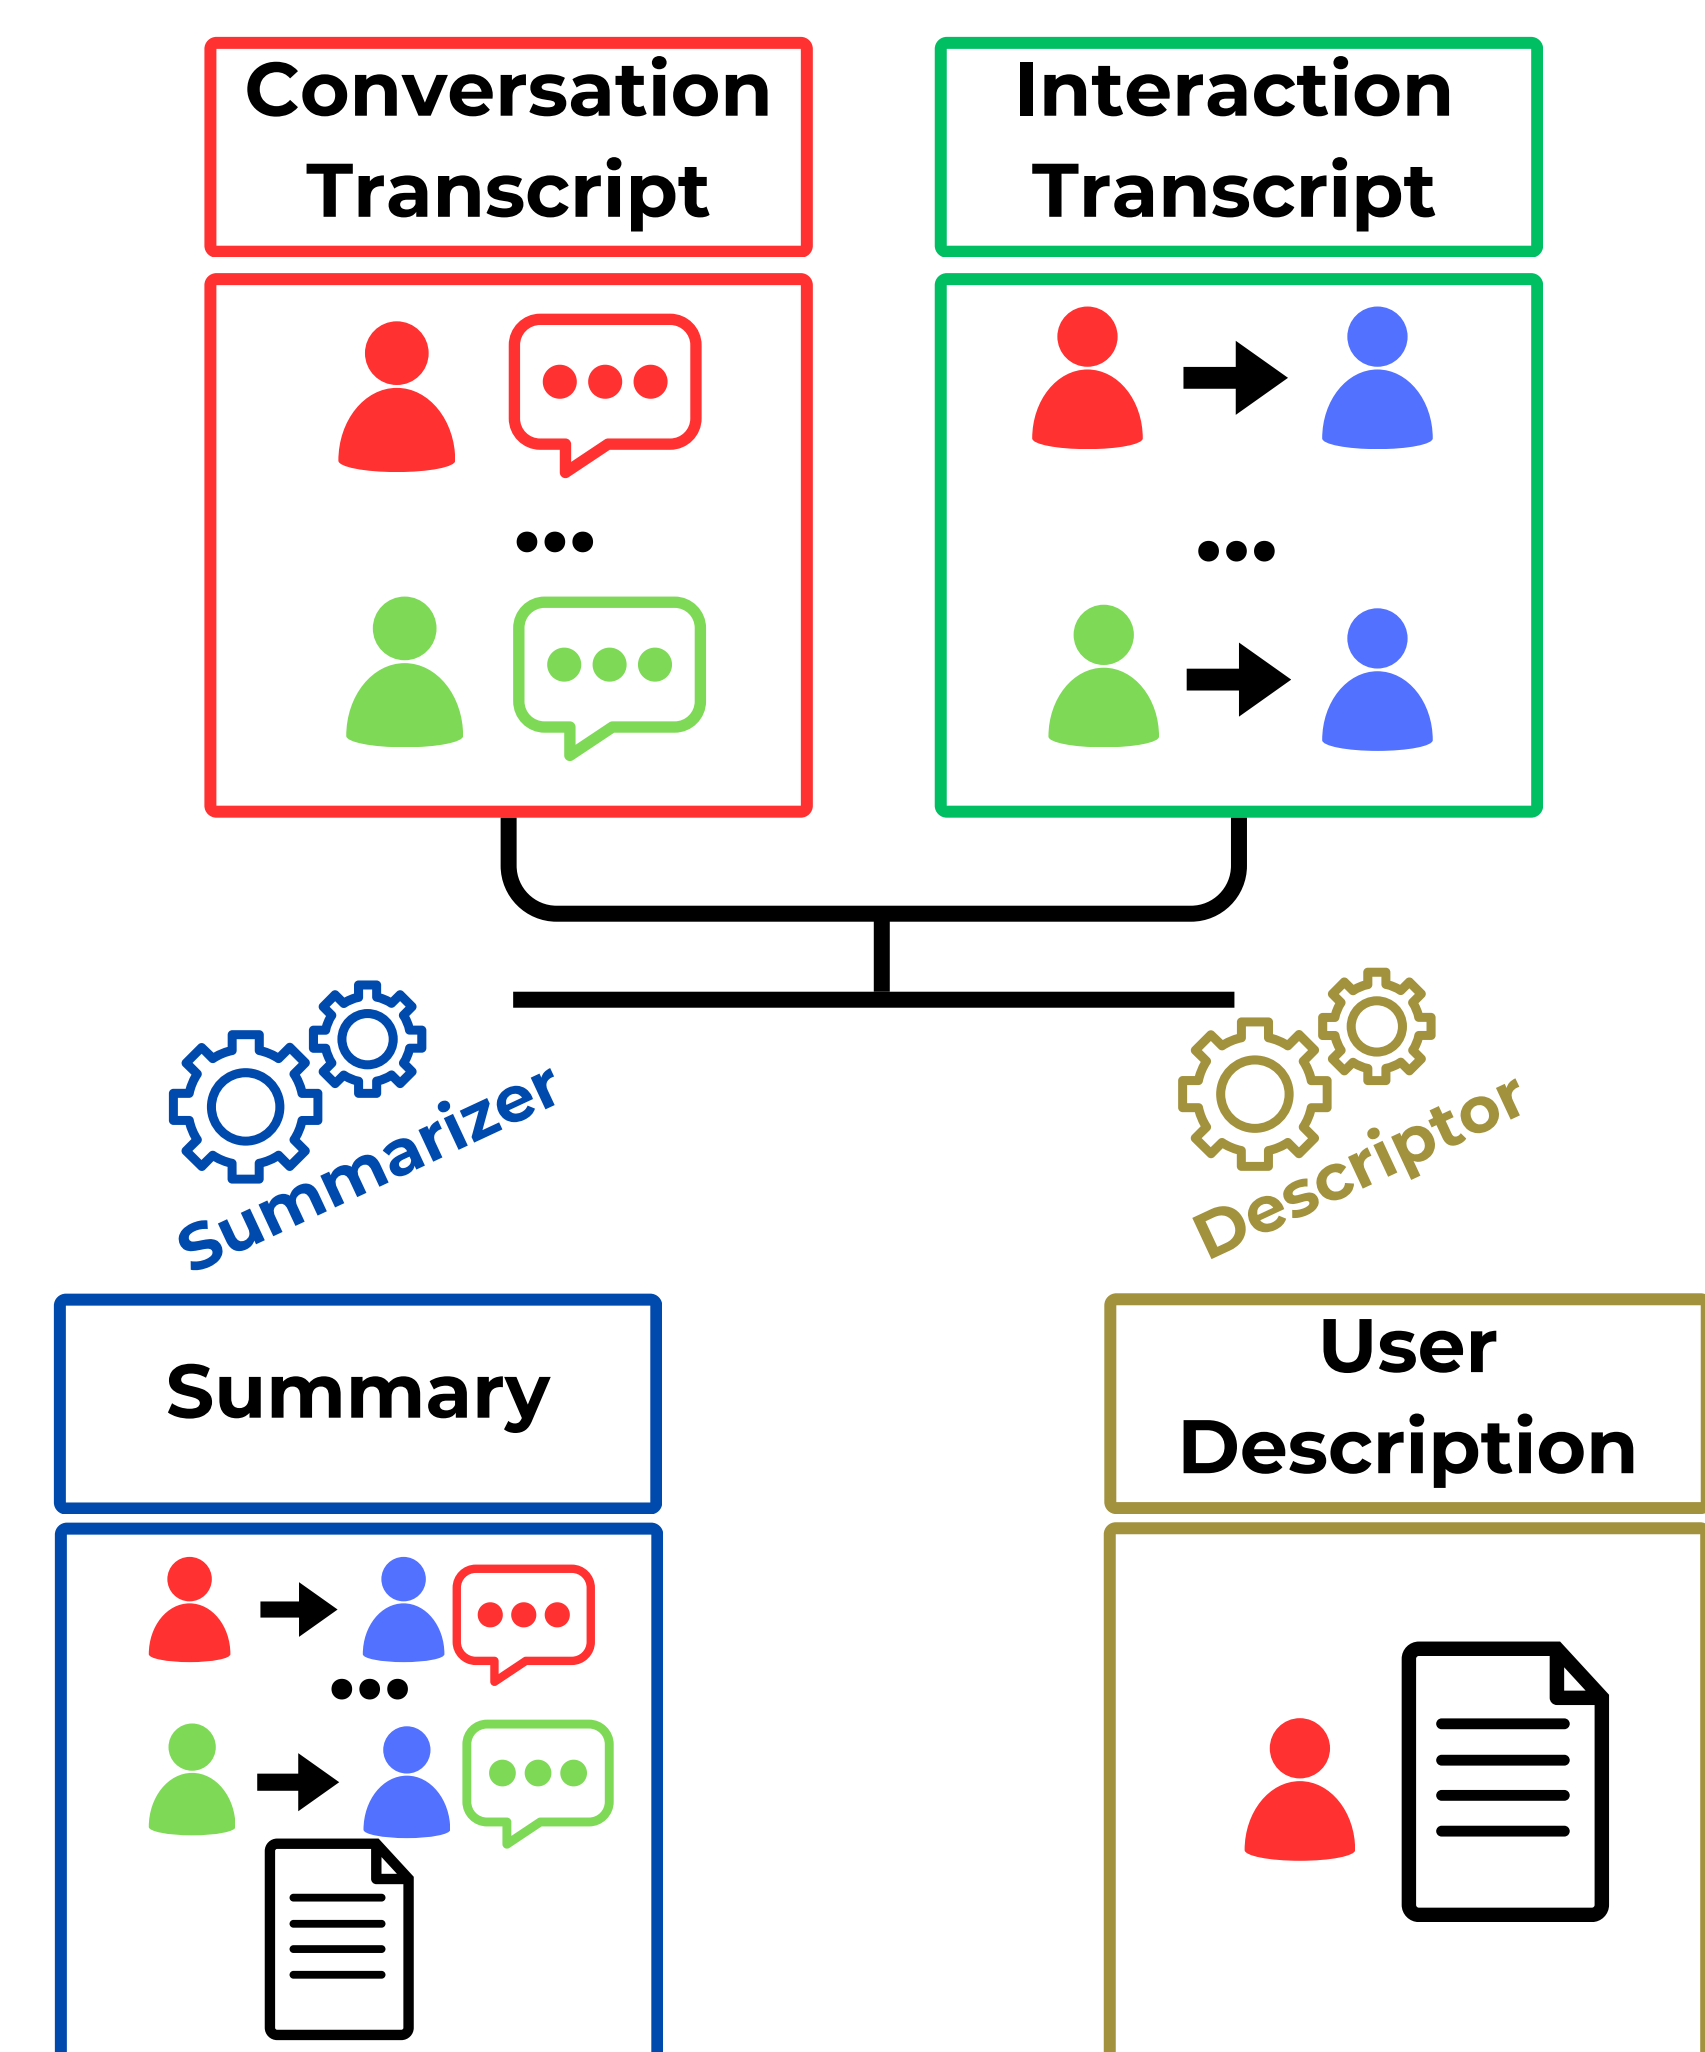 Conversation
Transcript
Interaction
Transcript
Summarizer
Descriptor
Summary
User
Description